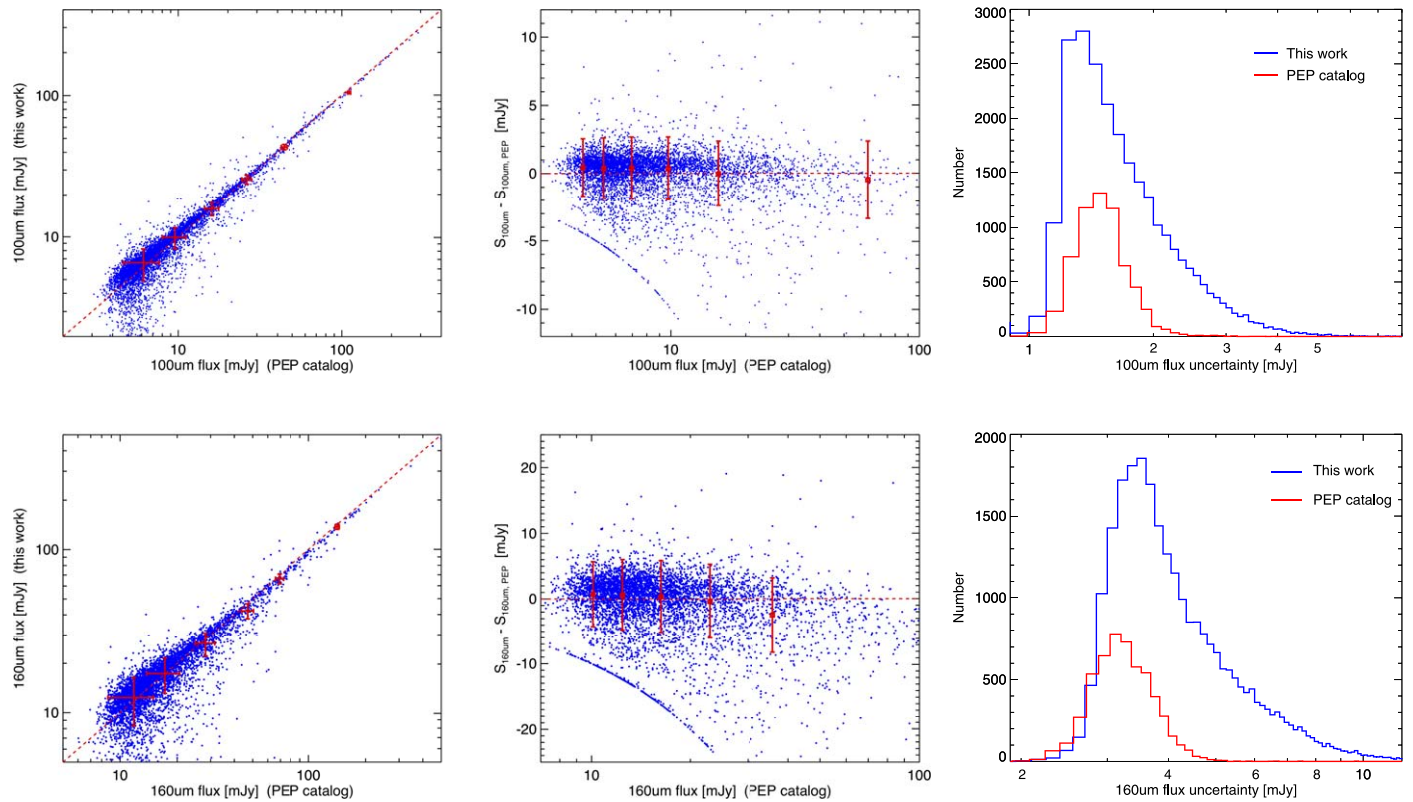 100um flux [mJy] (this work)
100
10
10
100
100um flux [mJy] (PEP catalog)
S100um - S100um, PEP [mJy]
10
5
0
-5
-10
10
100
100um flux [mJy] (PEP catalog)
Number
3000
2500
2000
1500
1000
500
0
This work
PEP catalog
1
2
3
4
5
100um flux uncertainty [mJy]
160um flux [mJy] (this work)
100
10
10
100
160um flux [mJy] (PEP catalog)
S160um - S160um, PEP [mJy]
20
10
0
-10
-20
10
100
160um flux [mJy] (PEP catalog)
Number
2000
1500
1000
500
0
This work
PEP catalog
2
4
6
8
10
160um flux uncertainty [mJy]